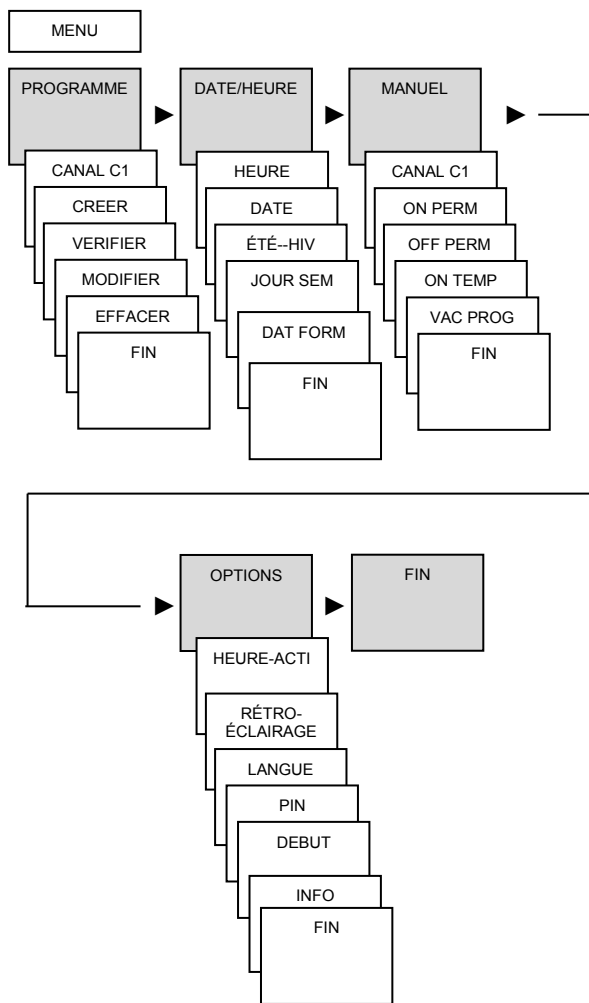 MENU
PROGRAMME
CANAL C1
CREER
VERIFIER
MODIFIER
EFFACER
FIN
DATE/HEURE
HEURE
DATE
ÉTÉ--HIV
JOUR SEM
DAT FORM
FIN
MANUEL
CANAL C1
ON PERM
OFF PERM
ON TEMP
VAC PROG
FIN
OPTIONS
HEURE-ACTI
RÉTRO-
ÉCLAIRAGE
LANGUE
PIN
DEBUT
INFO
FIN
FIN